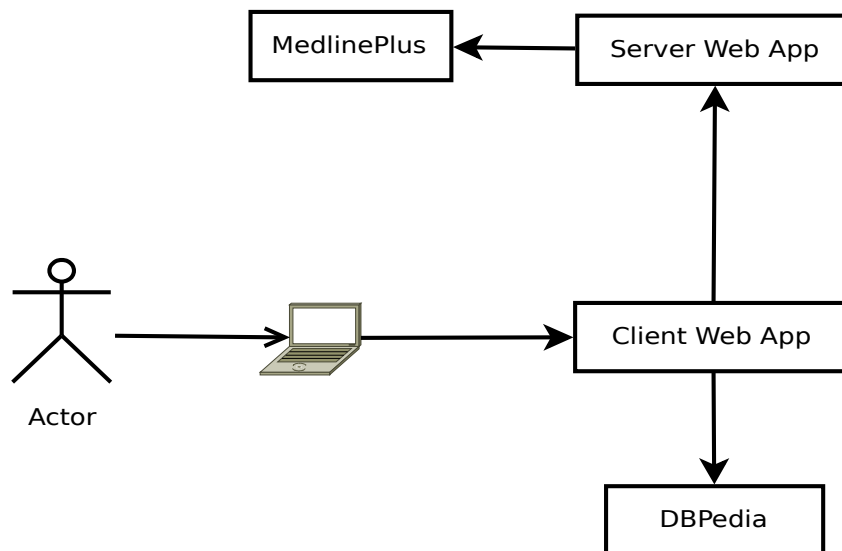 MedlinePlus
Server Web App
Client Web App
Actor
DBPedia